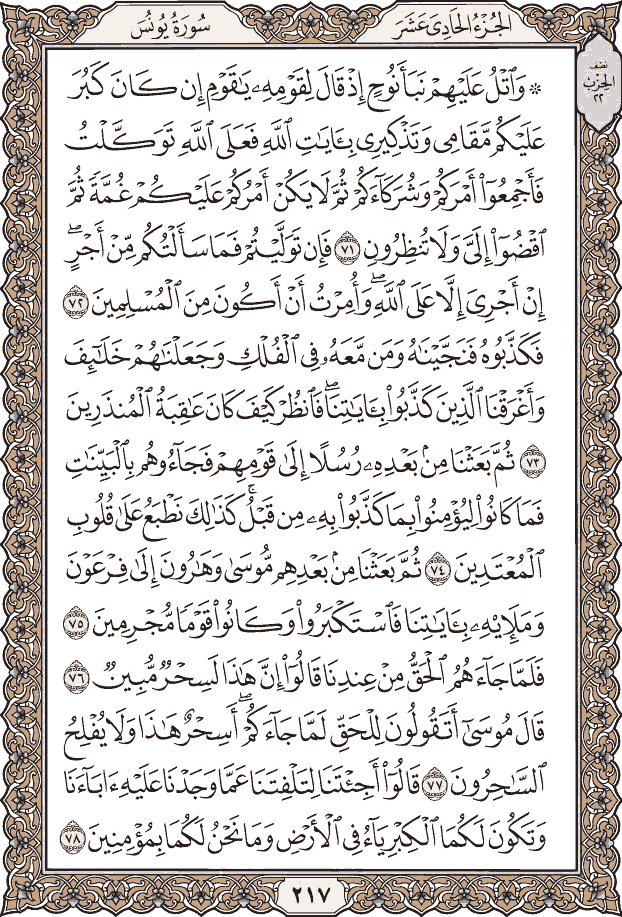 الجُزْءُ الحَادِى عَشَرَ
سُورَةُ يُونُسَ
نصف
الحِزْب
٢٢
۞ وَٱتْلُ عَلَيْهِمْ نَبَأَ نُوحٍ إِذْ قَالَ لِقَوْمِهِۦ يَٰقَوْمِ إِن كَانَ كَبُرَ
عَلَيْكُم مَّقَامِى وَتَذْكِيرِى بِـَٔايَٰتِ ٱللَّهِ فَعَلَى ٱللَّهِ تَوَكَّلْتُ
فَأَجْمِعُوٓا۟ أَمْرَكُمْ وَشُرَكَآءَكُمْ ثُمَّ لَا يَكُنْ أَمْرُكُمْ عَلَيْكُمْ غُمَّةً ثُمَّ
ٱقْضُوٓا۟ إِلَىَّ وَلَا تُنظِرُونِ ٧١ فَإِن تَوَلَّيْتُمْ فَمَا سَأَلْتُكُم مِّنْ أَجْرٍ ۖ
إِنْ أَجْرِىَ إِلَّا عَلَى ٱللَّهِ ۖ وَأُمِرْتُ أَنْ أَكُونَ مِنَ ٱلْمُسْلِمِينَ ٧٢
فَكَذَّبُوهُ فَنَجَّيْنَٰهُ وَمَن مَّعَهُۥ فِى ٱلْفُلْكِ وَجَعَلْنَٰهُمْ خَلَٰٓئِفَ
وَأَغْرَقْنَا ٱلَّذِينَ كَذَّبُوا۟ بِـَٔايَٰتِنَا ۖ فَٱنظُرْ كَيْفَ كَانَ عَٰقِبَةُ ٱلْمُنذَرِينَ
٧٣ ثُمَّ بَعَثْنَا مِنۢ بَعْدِهِۦ رُسُلًا إِلَىٰ قَوْمِهِمْ فَجَآءُوهُم بِٱلْبَيِّنَٰتِ
فَمَا كَانُوا۟ لِيُؤْمِنُوا۟ بِمَا كَذَّبُوا۟ بِهِۦ مِن قَبْلُ ۚ كَذَٰلِكَ نَطْبَعُ عَلَىٰ قُلُوبِ
ٱلْمُعْتَدِينَ ٧٤ ثُمَّ بَعَثْنَا مِنۢ بَعْدِهِم مُّوسَىٰ وَهَٰرُونَ إِلَىٰ فِرْعَوْنَ
وَمَلَإِي۟هِۦ بِـَٔايَٰتِنَا فَٱسْتَكْبَرُوا۟ وَكَانُوا۟ قَوْمًا مُّجْرِمِينَ ٧٥
فَلَمَّا جَآءَهُمُ ٱلْحَقُّ مِنْ عِندِنَا قَالُوٓا۟ إِنَّ هَٰذَا لَسِحْرٌ مُّبِينٌ ٧٦
قَالَ مُوسَىٰٓ أَتَقُولُونَ لِلْحَقِّ لَمَّا جَآءَكُمْ ۖ أَسِحْرٌ هَٰذَا وَلَا يُفْلِحُ
ٱلسَّٰحِرُونَ ٧٧ قَالُوٓا۟ أَجِئْتَنَا لِتَلْفِتَنَا عَمَّا وَجَدْنَا عَلَيْهِ ءَابَآءَنَا
وَتَكُونَ لَكُمَا ٱلْكِبْرِيَآءُ فِى ٱلْأَرْضِ وَمَا نَحْنُ لَكُمَا بِمُؤْمِنِينَ ٧٨
٢١٧